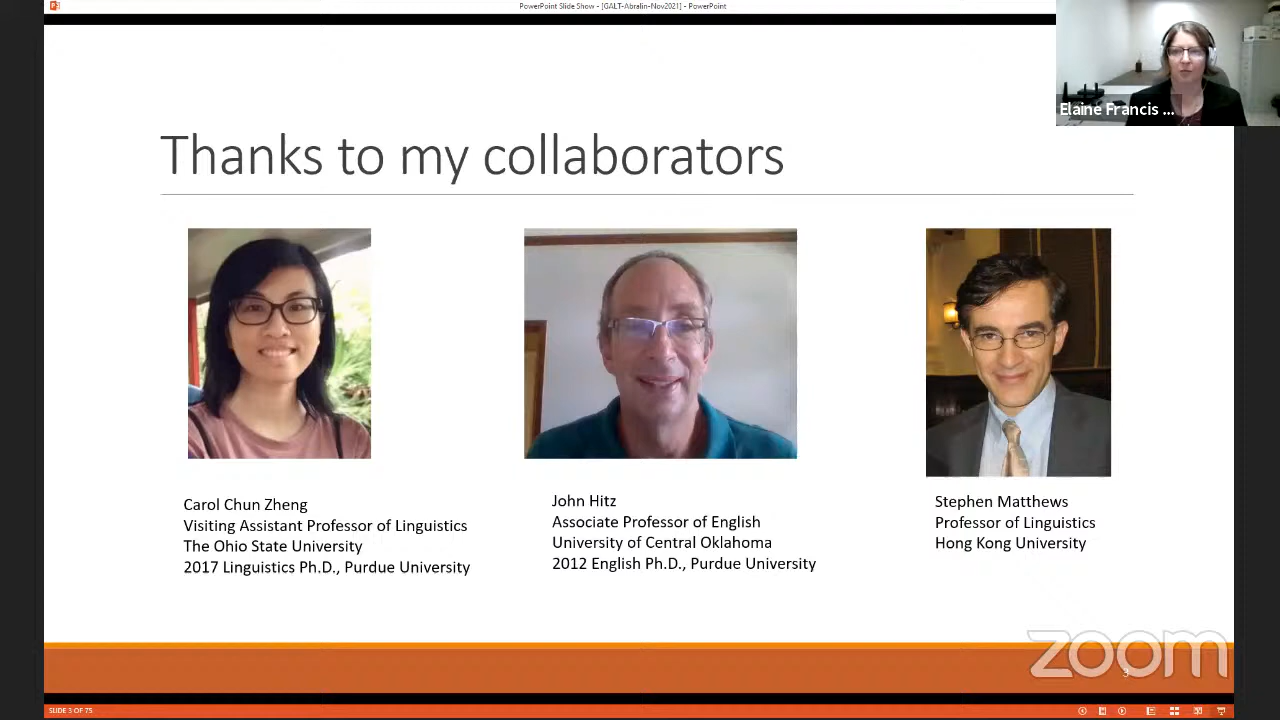 PowerPoint Slide Show - [GALT-Abralin-Nov2021] - PowerPoint
Elaine Francis ...
Thanks to my collaborators
Carol Chun Zheng
Visiting Assistant Professor of Linguistics
The Ohio State University
2017 Linguistics Ph.D., Purdue University
John Hitz
Associate Professor of English
University of Central Oklahoma
2012 English Ph.D., Purdue University
Stephen Matthews
Professor of Linguistics
Hong Kong University
zoom
3
SLIDE 3 OF 75